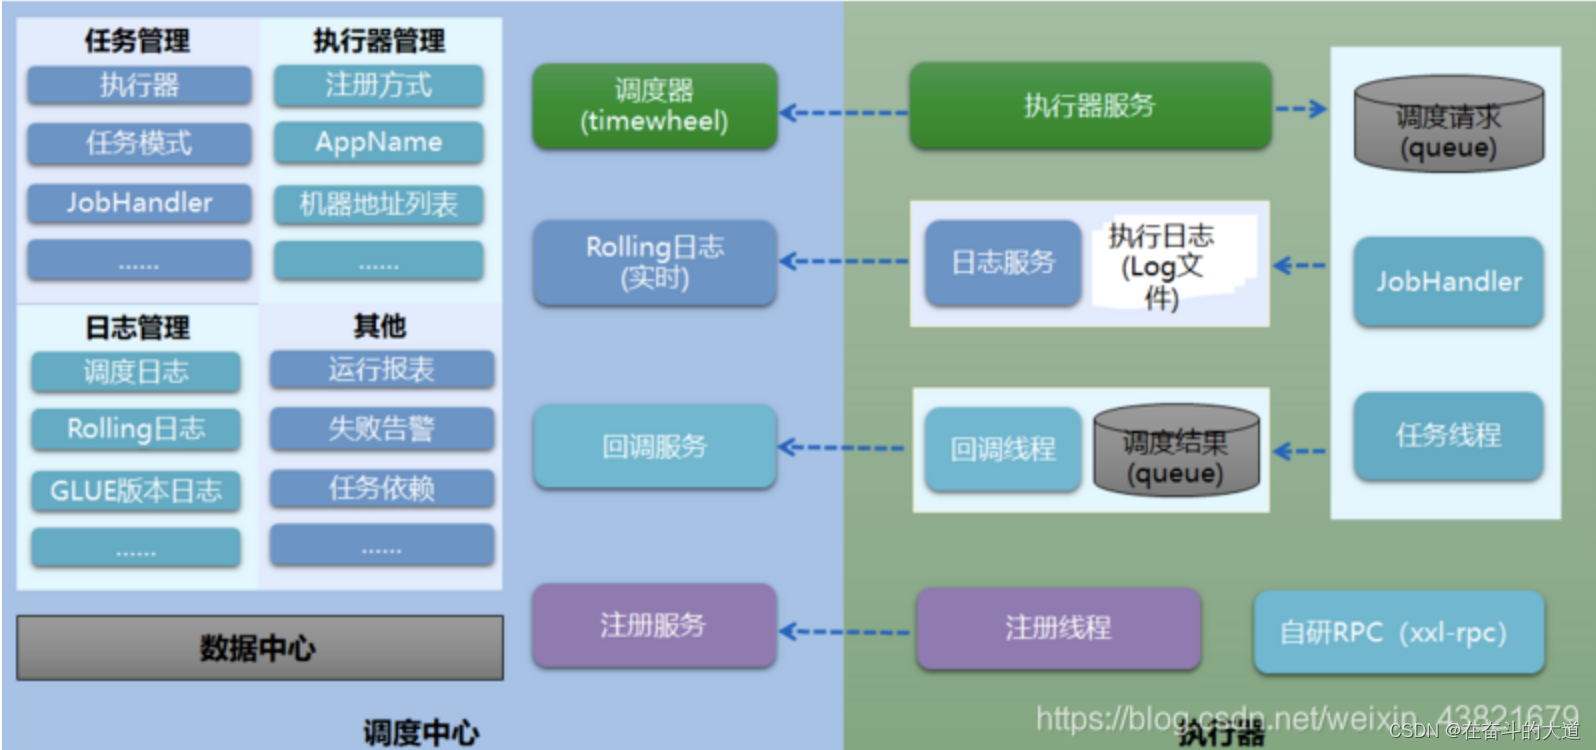 任务管理
执行器
任务模式
JobHandler
......
执行器管理
注册方式
AppName
机器地址列表
......
日志管理
调度日志
Rolling日志
GLUE版本日志
......
其他
运行报表
失败告警
任务依赖
......
数据中心
调度器
(timewheel)
Rolling日志
(实时)
回调服务
注册服务
调度中心
执行器服务
日志服务
执行日志
(Log文
件)
回调线程
调度结果
(queue)
注册线程
调度请求
(queue)
JobHandler
任务线程
自研RPC（xxl-rpc）
执行器
https://blog.csdn.net/weixin_43821679
CSDN @在奋斗的大道